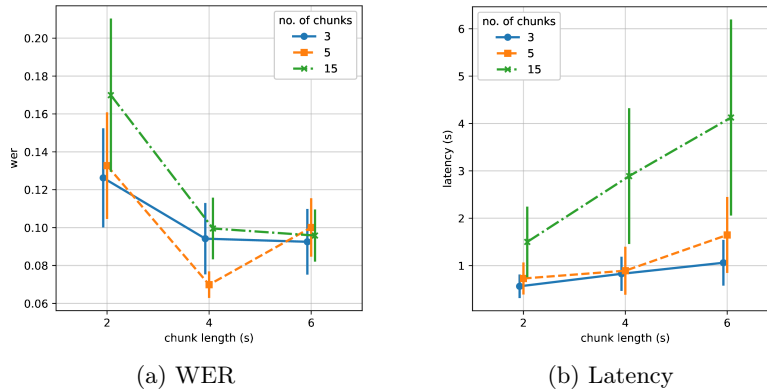 no. of chunks
3
5
15
0.20
0.18
0.16
0.14
0.12
0.10
0.08
0.06
wer
2 4 6
chunk length (s)
(a) WER
no. of chunks
3
5
15
6
5
4
3
2
1
latency (s)
2 4 6
chunk length (s)
(b) Latency